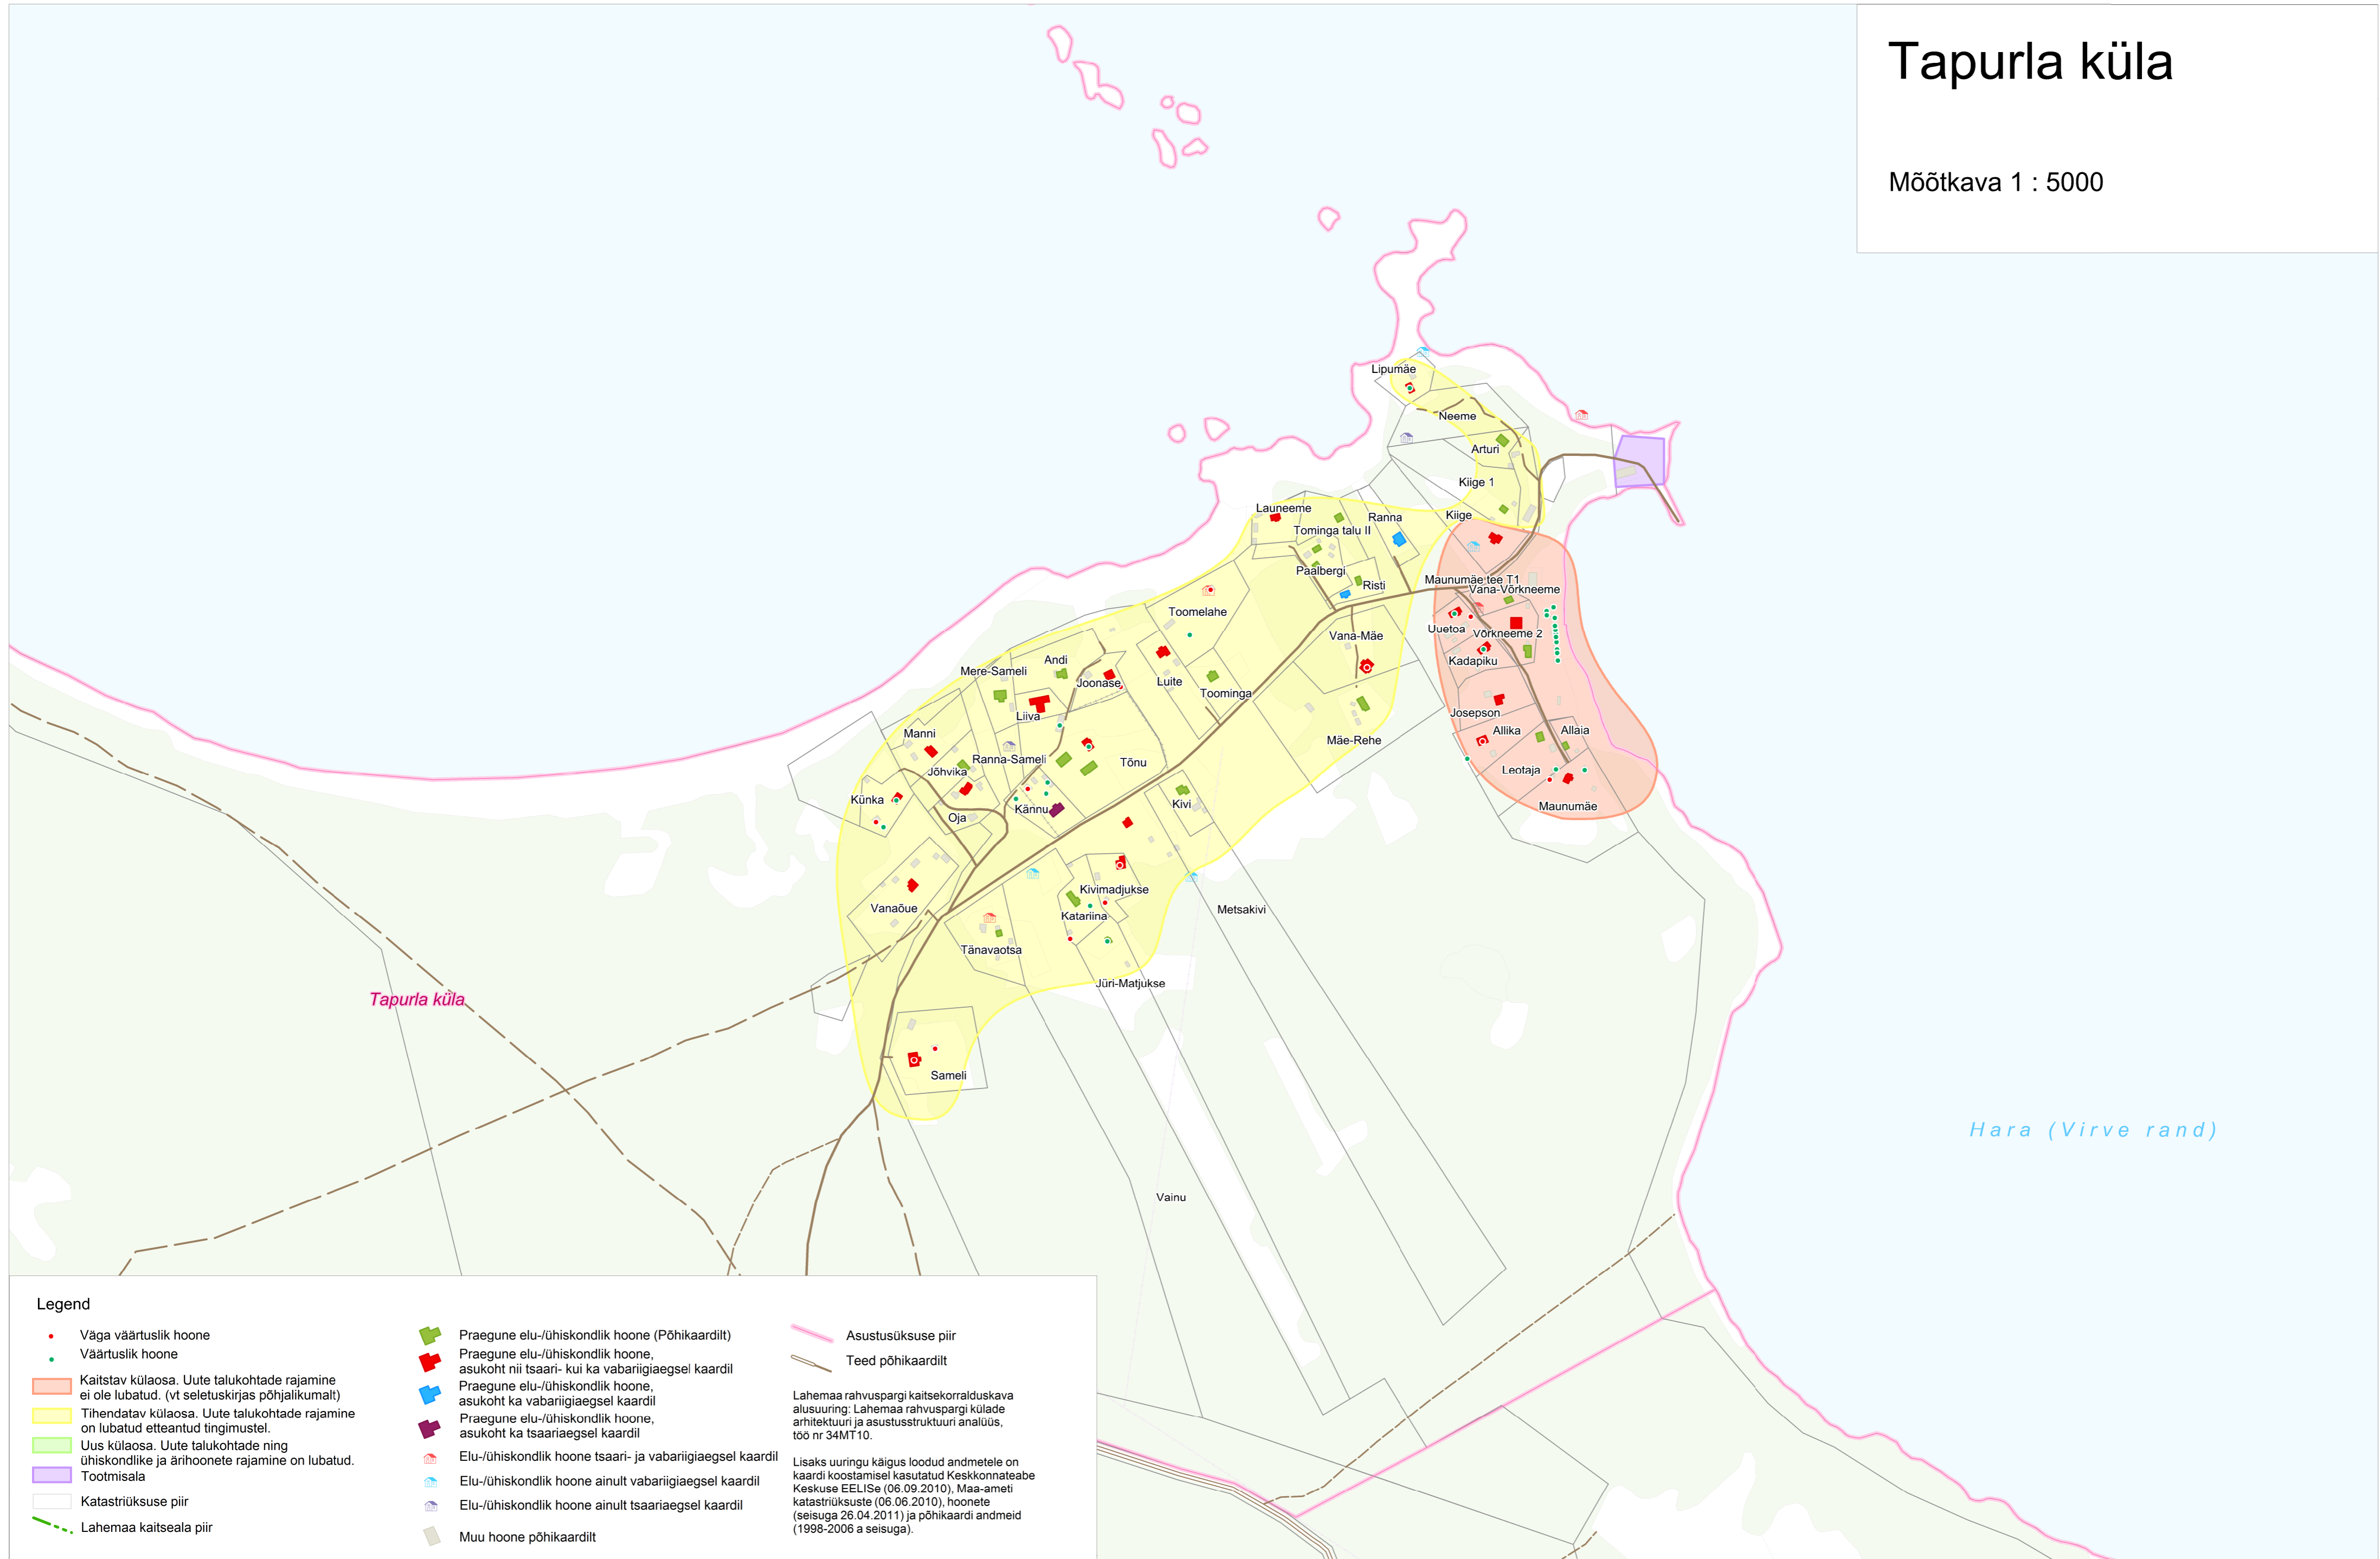 Tapurla küla
Mõõtkava 1 : 5000
Lipumäe
Neeme
Arturi
Kiige 1
Launeeme
Ranna
Kiige
Tominga talu II
Paalbergi
Risti
Maunumäe tee T1
Vana-Võrkneeme
Toomelahe
Uuetoa
Võrkneeme 2
Vana-Mäe
Kadapiku
Andi
Mere-Sameli
Joonase
Luite
Toominga
Liiva
Josepson
Manni
Allika
Allaia
Mäe-Rehe
Ranna-Sameli
Tõnu
Jõhvika
Leotaja
Künka
Kännu
Kivi
Maunumäe
Oja
Kivimadjukse
Vanaõue
Metsakivi
Katariina
Tänavaotsa
Jüri-Matjukse
Tapurla küla
Sameli
Hara (Virve rand)
Vainu
Legend
Väga väärtuslik hoone
Väärtuslik hoone
Kaitstav külaosa. Uute talukohtade rajamine
ei ole lubatud. (vt seletuskirjas põhjalikumalt)
Tihendatav külaosa. Uute talukohtade rajamine
on lubatud etteantud tingimustel.
Uus külaosa. Uute talukohtade ning
ühiskondlike ja ärihoonete rajamine on lubatud.
Tootmisala
Katastriüksuse piir
Lahemaa kaitseala piir
Praegune elu-/ühiskondlik hoone (Põhikaardilt)
Praegune elu-/ühiskondlik hoone,
asukoht nii tsaari- kui ka vabariigiaegsel kaardil
Praegune elu-/ühiskondlik hoone,
asukoht ka vabariigiaegsel kaardil
Praegune elu-/ühiskondlik hoone,
asukoht ka tsaariaegsel kaardil
Elu-/ühiskondlik hoone tsaari- ja vabariigiaegsel kaardil
Elu-/ühiskondlik hoone ainult vabariigiaegsel kaardil
Elu-/ühiskondlik hoone ainult tsaariaegsel kaardil
Muu hoone põhikaardilt
Asustusüksuse piir
Teed põhikaardilt
Lahemaa rahvuspargi kaitsekorralduskava
alusuuring: Lahemaa rahvuspargi külade
arhitektuuri ja asustusstruktuuri analüüs,
töö nr 34MT10.
Lisaks uuringu käigus loodud andmetele on
kaardi koostamisel kasutatud Keskkonnateabe
Keskuse EELISe (06.09.2010), Maa-ameti
katastriüksuste (06.06.2010), hoonete
(seisuga 26.04.2011) ja põhikaardi andmeid
(1998-2006 a seisuga).